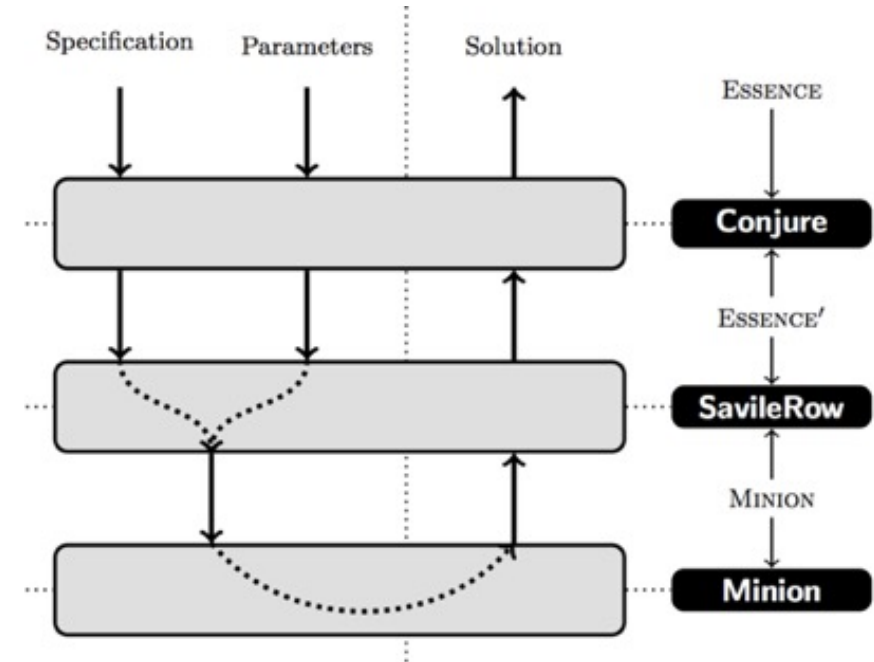 Specification
Parameters
Solution
ESSENCE
Conjure
ESSENCE′
SavileRow
MINION
Minion